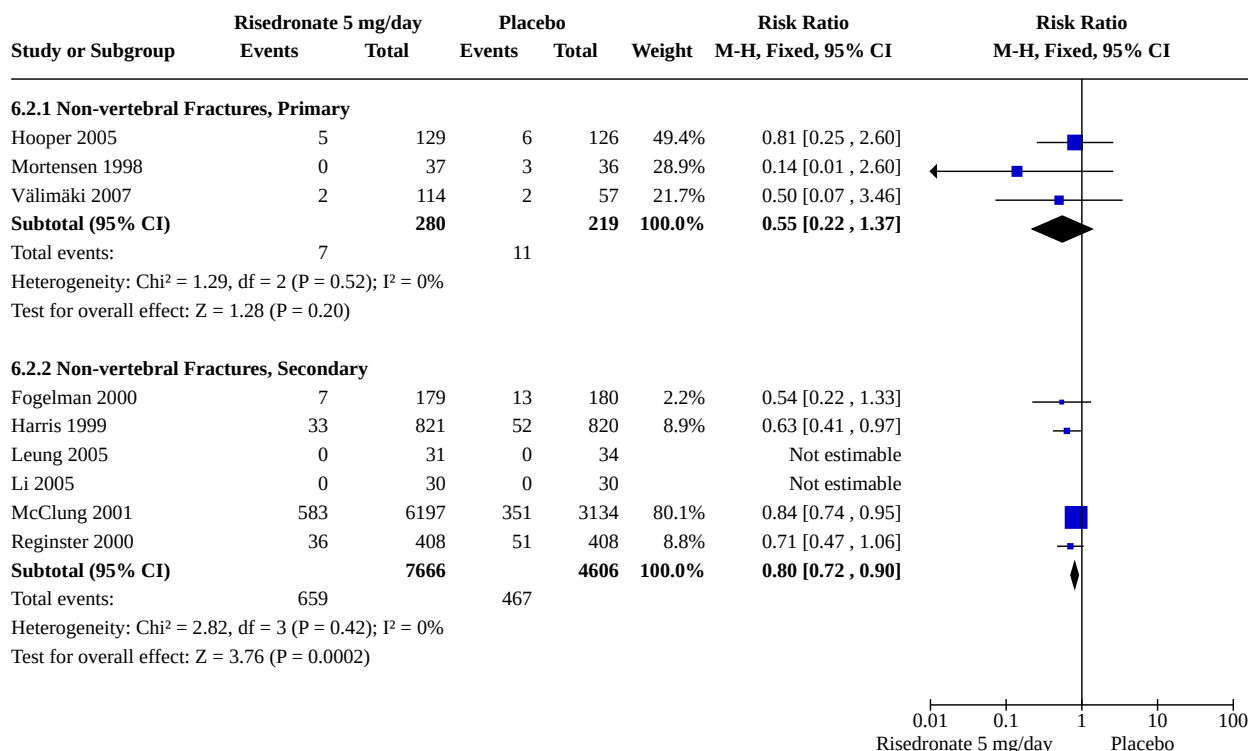 Risedronate 5 mg/day Placebo Risk Ratio Risk Ratio
Study or Subgroup Events Total Events Total Weight M-H, Fixed, 95% CI M-H, Fixed, 95% CI
6.2.1 Non-vertebral Fractures, Primary
Hooper 2005 5 129 6 126 49.4% 0.81 [0.25 , 2.60]
Mortensen 1998 0 37 3 36 28.9% 0.14 [0.01 , 2.60]
Välimäki 2007 2 114 2 57 21.7% 0.50 [0.07 , 3.46]
Subtotal (95% CI) 280 219 100.0% 0.55 [0.22 , 1.37]
Total events: 7 11
Heterogeneity: Chi² = 1.29, df = 2 (P = 0.52); I² = 0%
Test for overall effect: Z = 1.28 (P = 0.20)
6.2.2 Non-vertebral Fractures, Secondary
Fogelman 2000 7 179 13 180 2.2% 0.54 [0.22 , 1.33]
Harris 1999 33 821 52 820 8.9% 0.63 [0.41 , 0.97]
Leung 2005 0 31 0 34 Not estimable
Li 2005 0 30 0 30 Not estimable
McClung 2001 583 6197 351 3134 80.1% 0.84 [0.74 , 0.95]
Reginster 2000 36 408 51 408 8.8% 0.71 [0.47 , 1.06]
Subtotal (95% CI) 7666 4606 100.0% 0.80 [0.72 , 0.90]
Total events: 659 467
Heterogeneity: Chi² = 2.82, df = 3 (P = 0.42); I² = 0%
Test for overall effect: Z = 3.76 (P = 0.0002)
0.01 0.1 1 10 100
Risedronate 5 mg/day Placebo